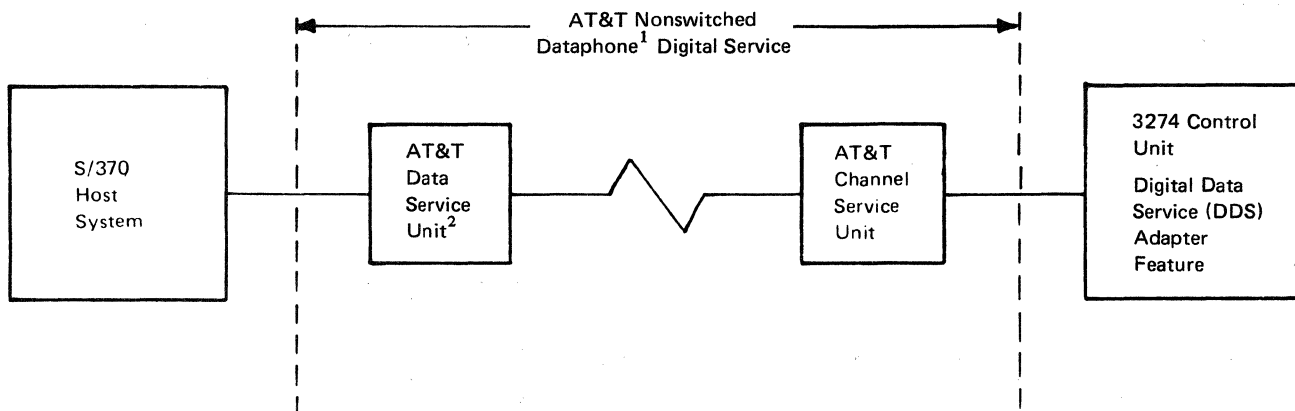 AT&T Nonswitched
Dataphone¹ Digital Service
S/370
Host
System
AT&T
Data
Service
Unit²
AT&T
Channel
Service
Unit
3274 Control
Unit
Digital Data
Service (DDS)
Adapter
Feature